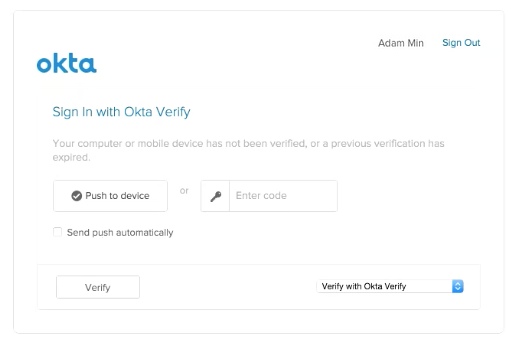 Adam Min Sign Out
okta
Sign In with Okta Verify
Your computer or mobile device has not been verified, or a previous verification has
expired.
Push to device or Enter code
Send push automatically
Verify Verify with Okta Verify